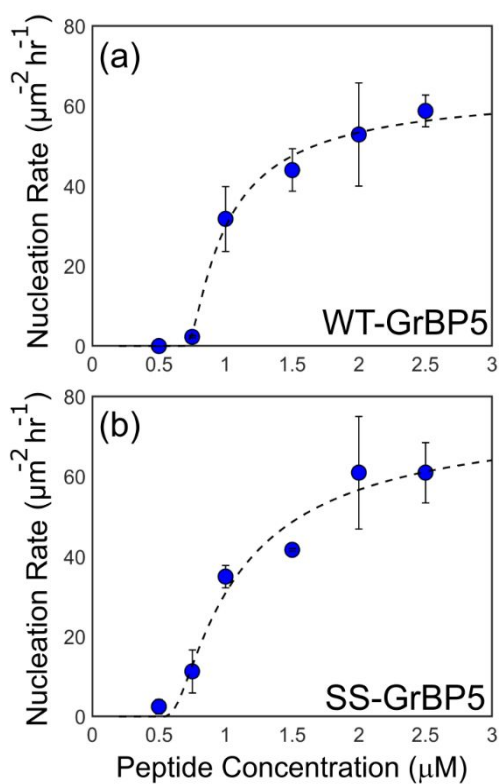 (a)
Nucleation Rate (μm⁻² hr⁻¹)
80
60
40
20
0
0 0.5 1 1.5 2 2.5 3
WT-GrBP5
(b)
Nucleation Rate (μm⁻² hr⁻¹)
80
60
40
20
0
0 0.5 1 1.5 2 2.5 3
SS-GrBP5
Peptide Concentration (μM)